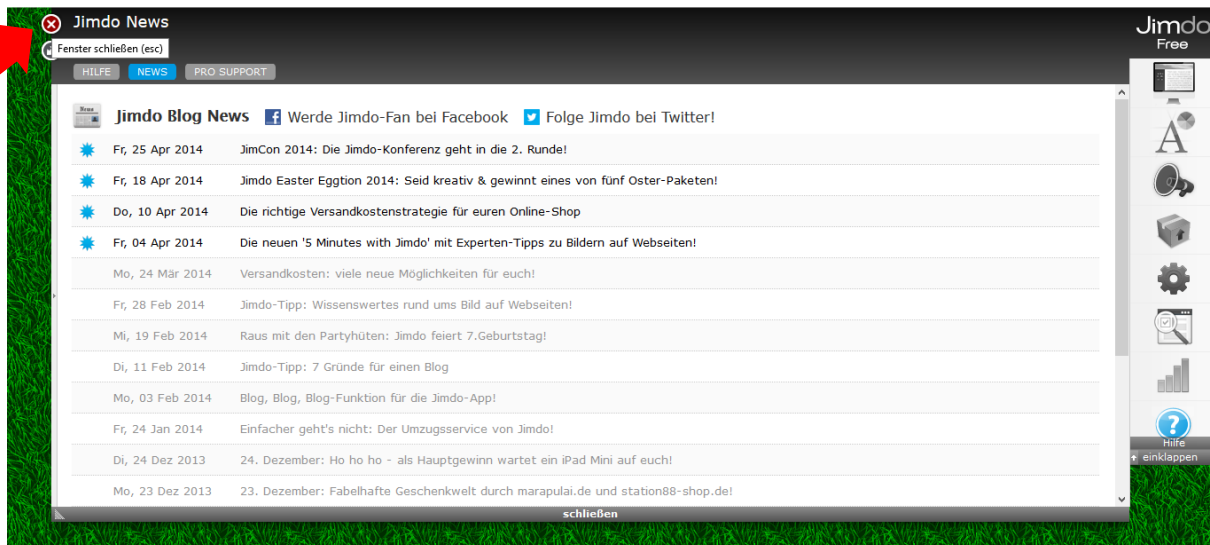 Jimdo News
Fenster schließen (esc)
HILFE NEWS PRO SUPPORT
Jimdo
Free
News
Jimdo Blog News Werde Jimdo-Fan bei Facebook Folge Jimdo bei Twitter!
Fr, 25 Apr 2014 JimCon 2014: Die Jimdo-Konferenz geht in die 2. Runde!
Fr, 18 Apr 2014 Jimdo Easter Eggtion 2014: Seid kreativ & gewinnt eines von fünf Oster-Paketen!
Do, 10 Apr 2014 Die richtige Versandkostenstrategie für euren Online-Shop
Fr, 04 Apr 2014 Die neuen '5 Minutes with Jimdo' mit Experten-Tipps zu Bildern auf Webseiten!
Mo, 24 Mär 2014 Versandkosten: viele neue Möglichkeiten für euch!
Fr, 28 Feb 2014 Jimdo-Tipp: Wissenswertes rund ums Bild auf Webseiten!
Mi, 19 Feb 2014 Raus mit den Partyhüten: Jimdo feiert 7.Geburtstag!
Di, 11 Feb 2014 Jimdo-Tipp: 7 Gründe für einen Blog
Mo, 03 Feb 2014 Blog, Blog, Blog-Funktion für die Jimdo-App!
Fr, 24 Jan 2014 Einfacher geht's nicht: Der Umzugsservice von Jimdo!
Di, 24 Dez 2013 24. Dezember: Ho ho ho - als Hauptgewinn wartet ein iPad Mini auf euch!
Mo, 23 Dez 2013 23. Dezember: Fabelhafte Geschenkwelt durch marapulai.de und station88-shop.de!
schließen
A
?
Hilfe
einklappen